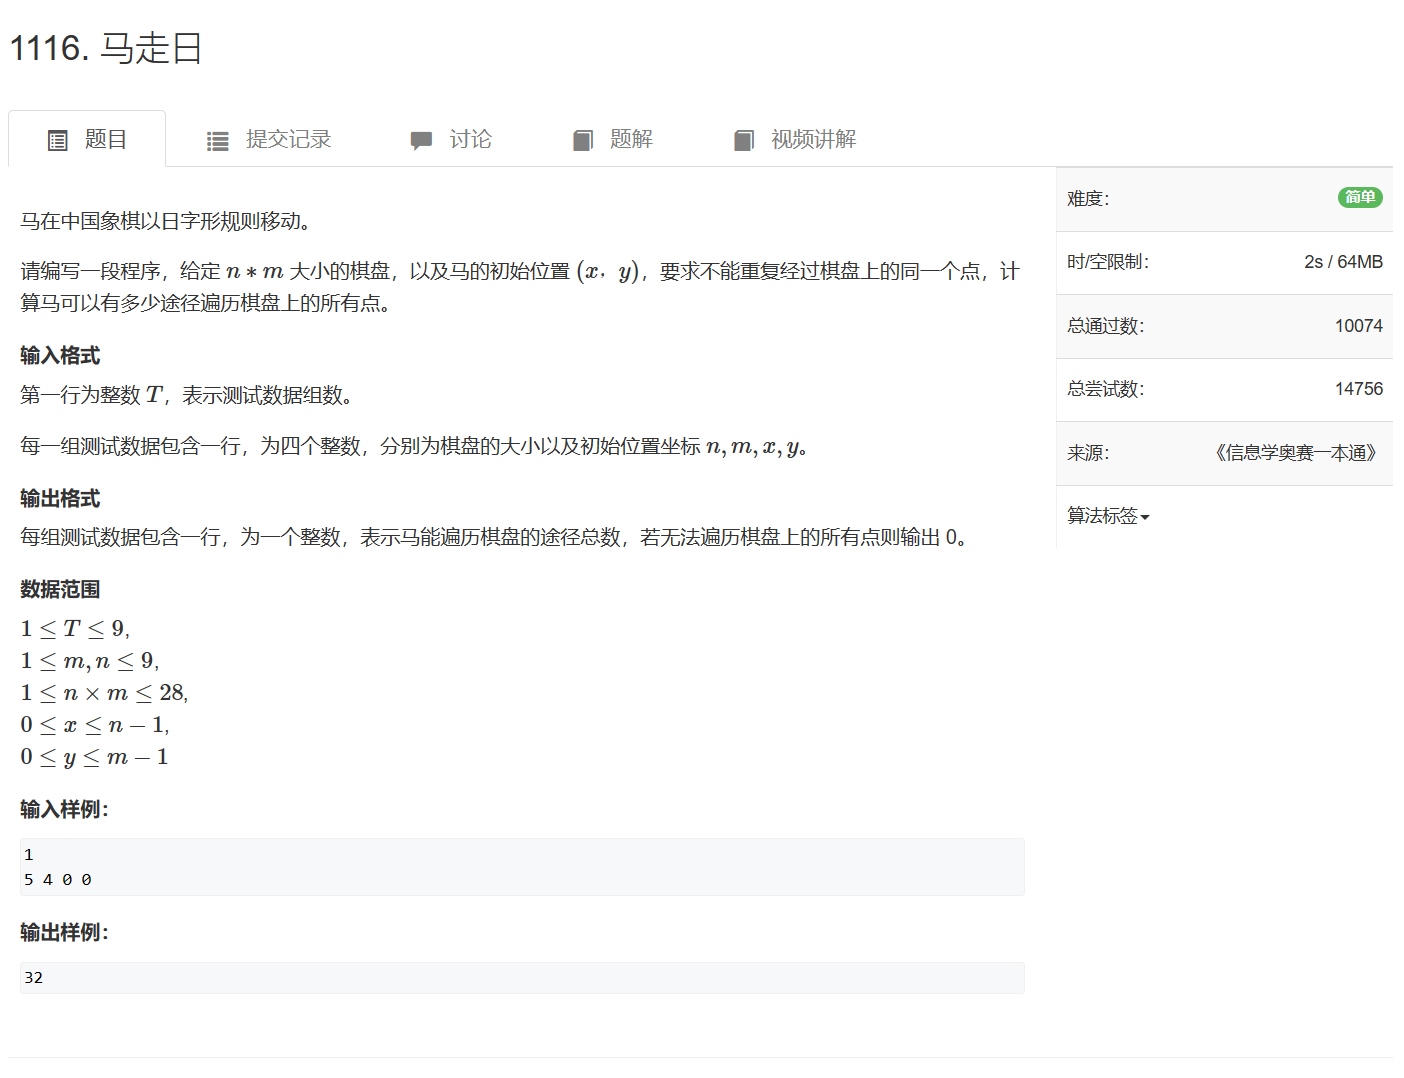 1116. 马走日
题目
提交记录
讨论
题解
视频讲解
马在中国象棋以日字形规则移动。
请编写一段程序，给定 n ∗ m 大小的棋盘，以及马的初始位置 (x，y)，要求不能重复经过棋盘上的同一个点，计
算马可以有多少途径遍历棋盘上的所有点。
输入格式
第一行为整数 T，表示测试数据组数。
每一组测试数据包含一行，为四个整数，分别为棋盘的大小以及初始位置坐标 n, m, x, y。
输出格式
每组测试数据包含一行，为一个整数，表示马能遍历棋盘的途径总数，若无法遍历棋盘上的所有点则输出 0。
数据范围
1 ≤ T ≤ 9,
1 ≤ m, n ≤ 9,
1 ≤ n × m ≤ 28,
0 ≤ x ≤ n − 1,
0 ≤ y ≤ m − 1
输入样例：
1
5 4 0 0
输出样例：
32
难度： 简单
时/空限制： 2s / 64MB
总通过数： 10074
总尝试数： 14756
来源： 《信息学奥赛一本通》
算法标签